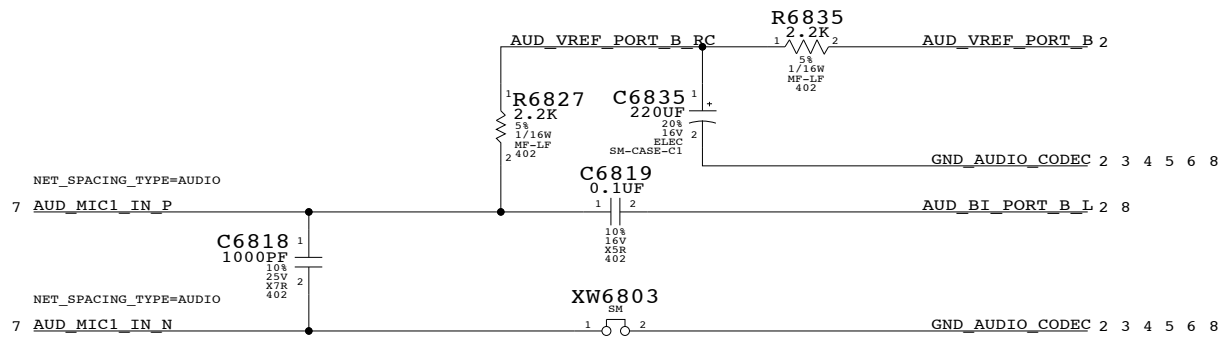 R6835
AUD_VREF_PORT_B_RC 1 2.2K 2 AUD_VREF_PORT_B 2
5%
1/16W
MF-LF
402
1 R6827
2.2K
5%
1/16W
MF-LF
2 402
C6835 1 +
220UF
20%
16V
2
ELEC
SM-CASE-C1
GND_AUDIO_CODEC 2 3 4 5 6 8
NET_SPACING_TYPE=AUDIO
C6819
0.1UF
7 AUD_MIC1_IN_P 1 2 AUD_BI_PORT_B_L 2 8
10%
16V
X5R
402
C6818 1
1000PF
10%
25V
X7R 2
402
NET_SPACING_TYPE=AUDIO
XW6803
SM
7 AUD_MIC1_IN_N 1 2 GND_AUDIO_CODEC 2 3 4 5 6 8